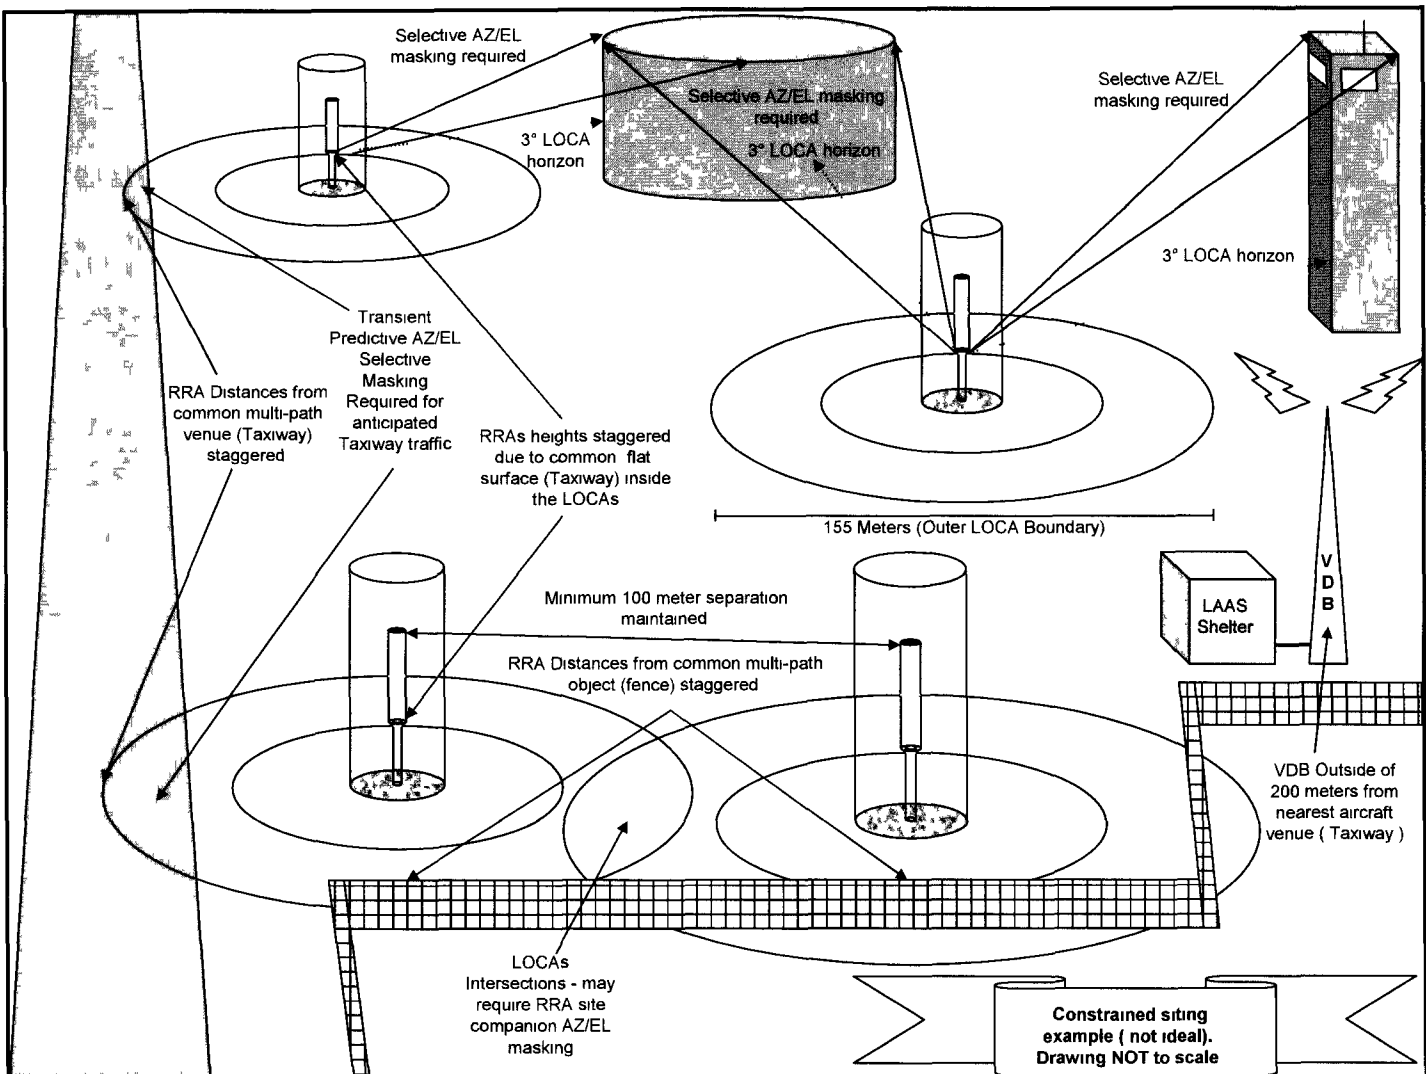 Selective AZ/EL
masking required
Selective AZ/EL masking
required
3° LOCA
horizon
3° LOCA horizon
Selective AZ/EL
masking required
3° LOCA horizon
Transient
Predictive AZ/EL
Selective
Masking
Required for
anticipated
Taxiway traffic
RRA Distances from
common multi-path
venue (Taxiway)
staggered
RRAs heights staggered
due to common flat
surface (Taxiway) inside
the LOCAs
155 Meters (Outer LOCA Boundary)
Minimum 100 meter separation
maintained
RRA Distances from common multi-path
object (fence) staggered
LAAS
Shelter
V
D
B
VDB Outside of
200 meters from
nearest aircraft
venue ( Taxiway )
LOCAs
Intersections - may
require RRA site
companion AZ/EL
masking
Constrained siting
example ( not ideal).
Drawing NOT to scale